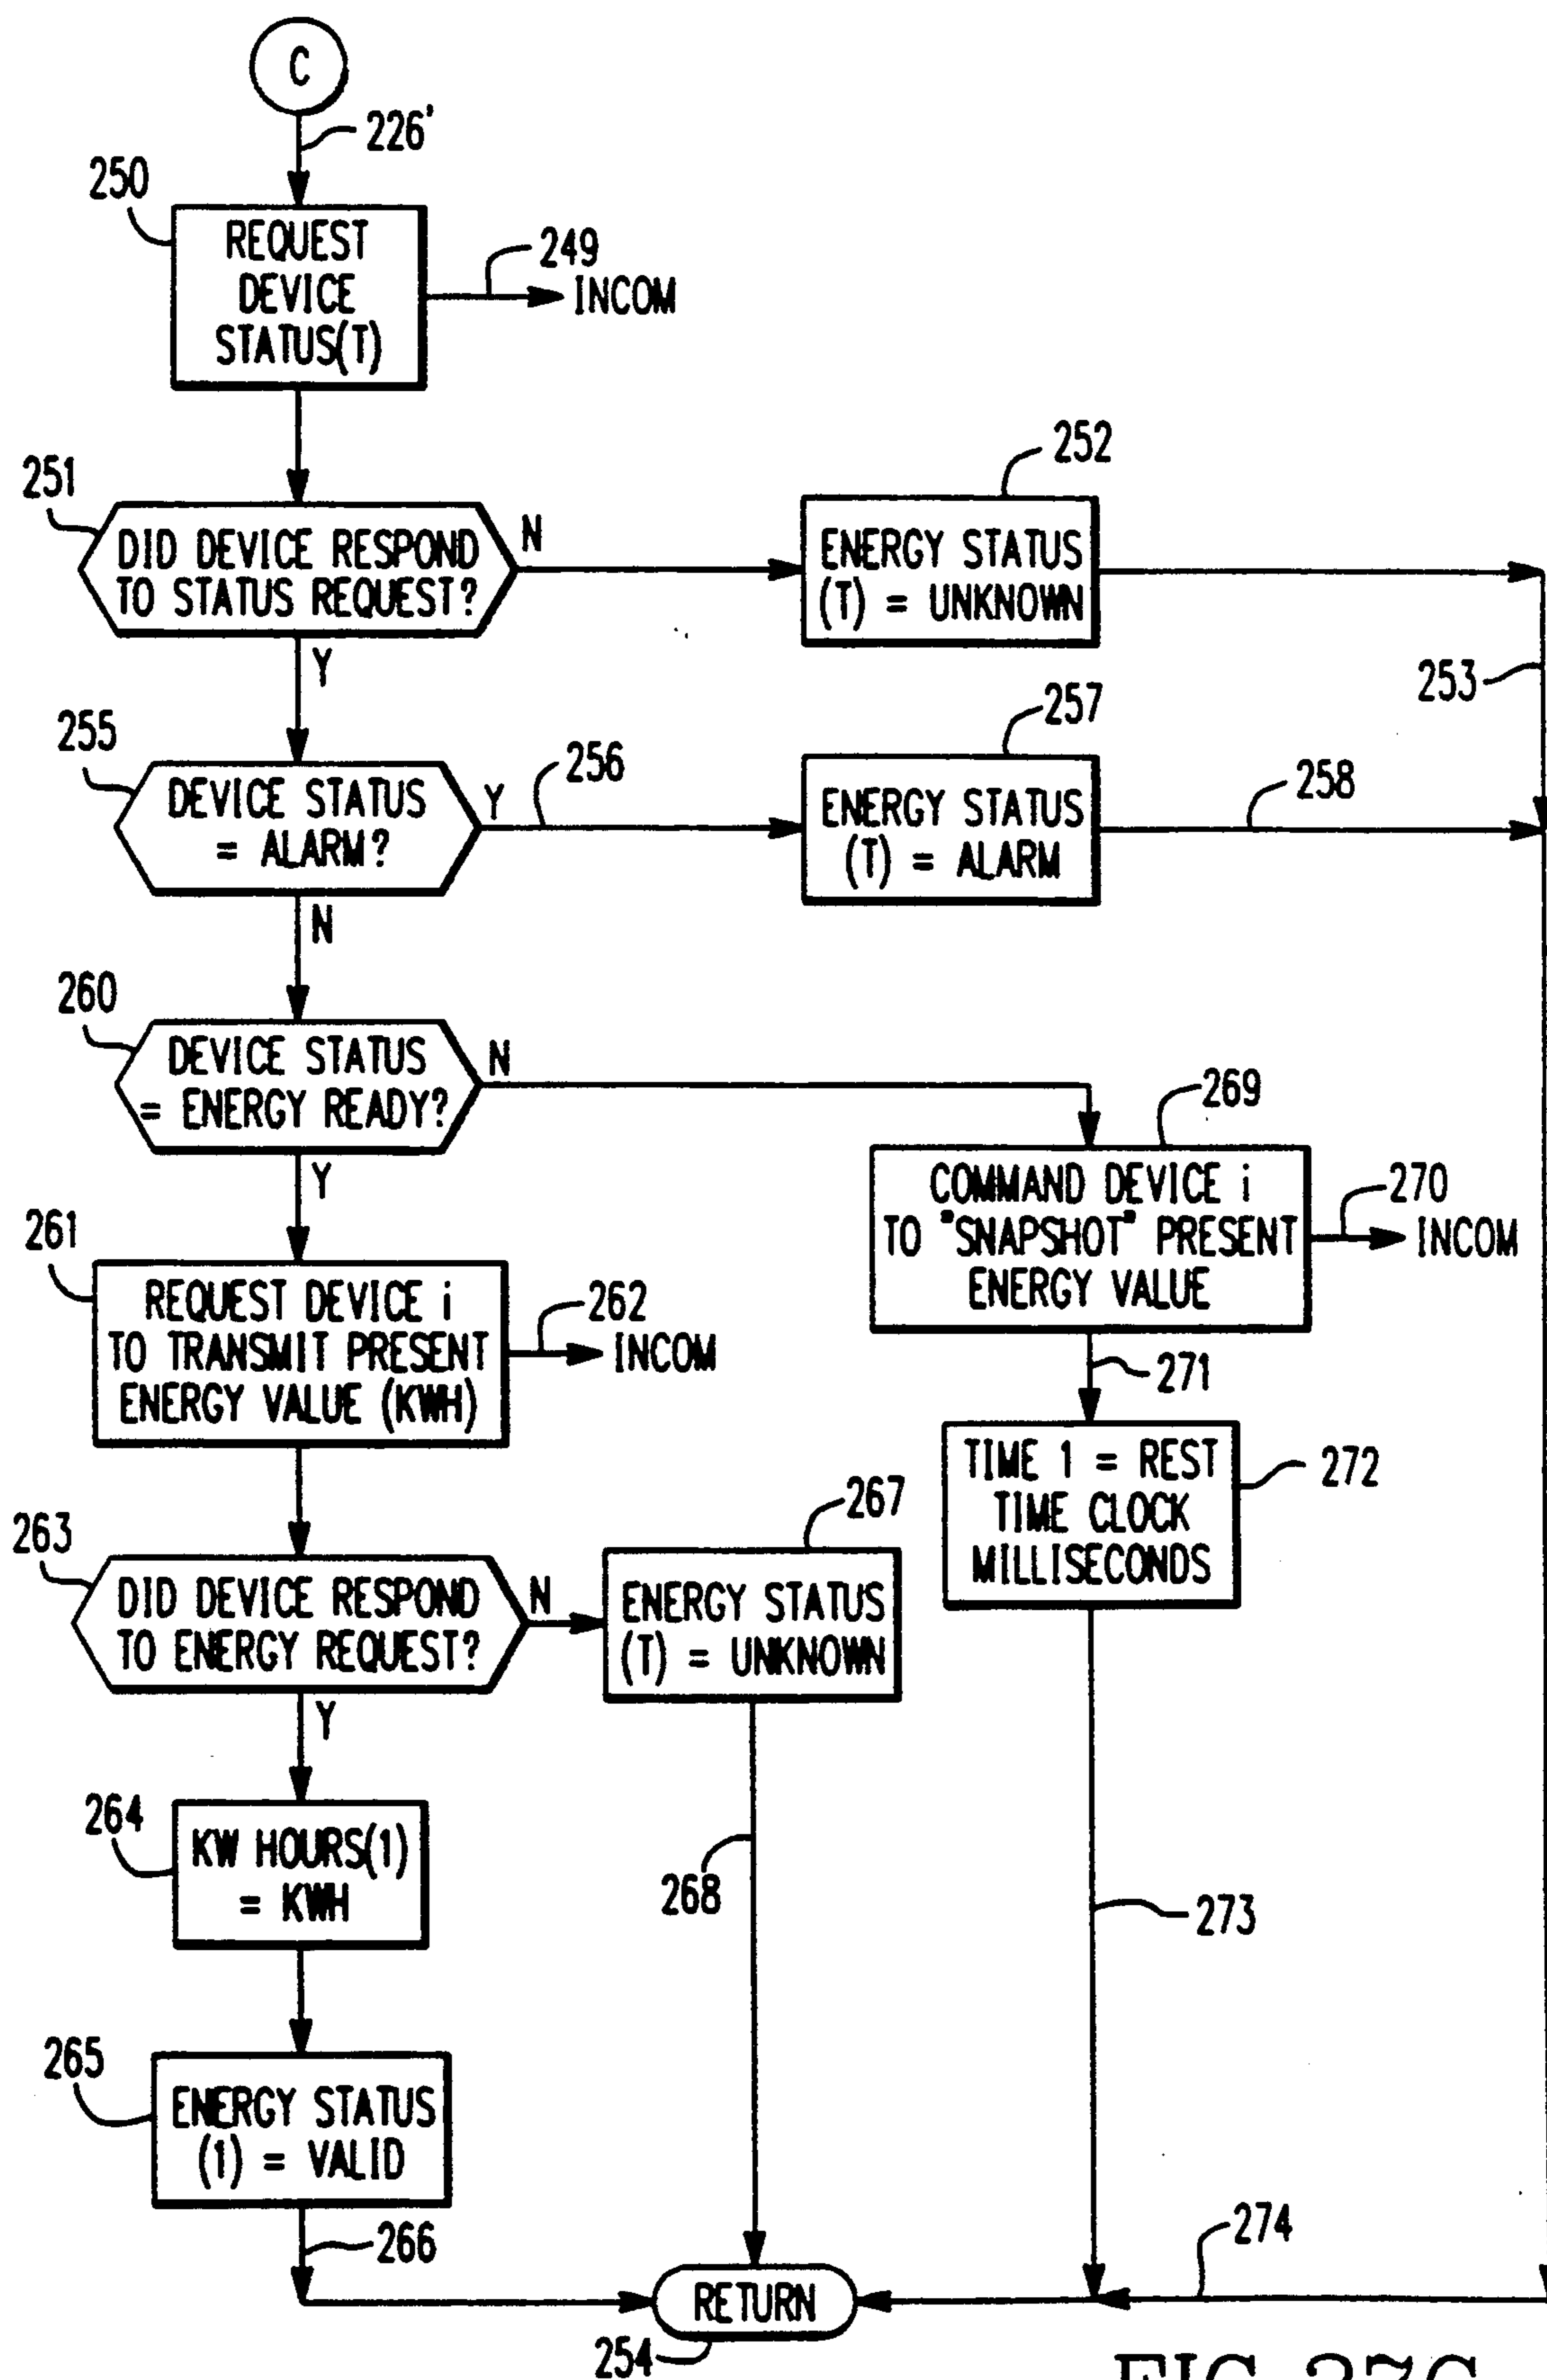 C
226'
250
REQUEST
DEVICE
STATUS(T)
249
INCOM
251
DID DEVICE RESPOND
TO STATUS REQUEST?
N
Y
252
ENERGY STATUS
(T) = UNKNOWN
253
255
DEVICE STATUS
= ALARM?
Y
N
256
257
ENERGY STATUS
(T) = ALARM
258
260
DEVICE STATUS
= ENERGY READY?
N
Y
269
COMMAND DEVICE i
TO "SNAPSHOT" PRESENT
ENERGY VALUE
270
INCOM
261
REQUEST DEVICE i
TO TRANSMIT PRESENT
ENERGY VALUE (KWH)
262
INCOM
271
TIME 1 = REST
TIME CLOCK
MILLISECONDS
272
263
DID DEVICE RESPOND
TO ENERGY REQUEST?
N
Y
267
ENERGY STATUS
(T) = UNKNOWN
264
KW HOURS(1)
= KWH
268
273
265
ENERGY STATUS
(1) = VALID
266
274
RETURN
254